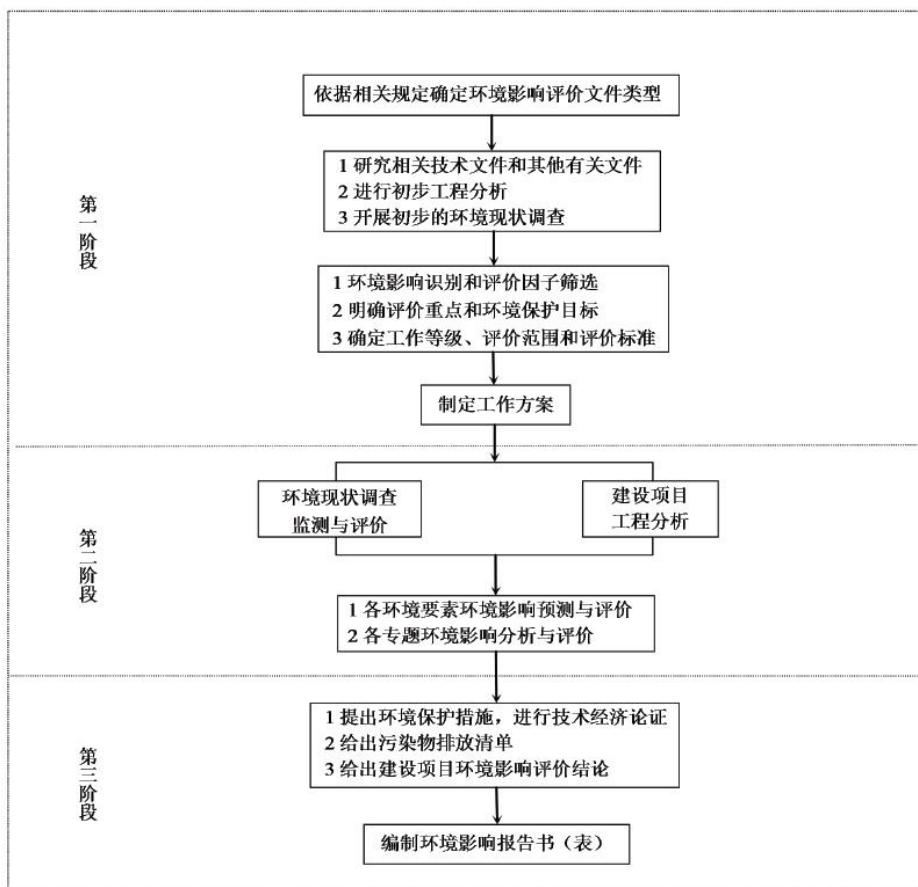 依据相关规定确定环境影响评价文件类型
1 研究相关技术文件和其他有关文件
2 进行初步工程分析
3 开展初步的环境现状调查
第一阶段
1 环境影响识别和评价因子筛选
2 明确评价重点和环境保护目标
3 确定工作等级、评价范围和评价标准
制定工作方案
环境现状调查
监测与评价
建设项目
工程分析
第二阶段
1 各环境要素环境影响预测与评价
2 各专题环境影响分析与评价
1 提出环境保护措施，进行技术经济论证
2 给出污染物排放清单
3 给出建设项目环境影响评价结论
第三阶段
编制环境影响报告书（表）